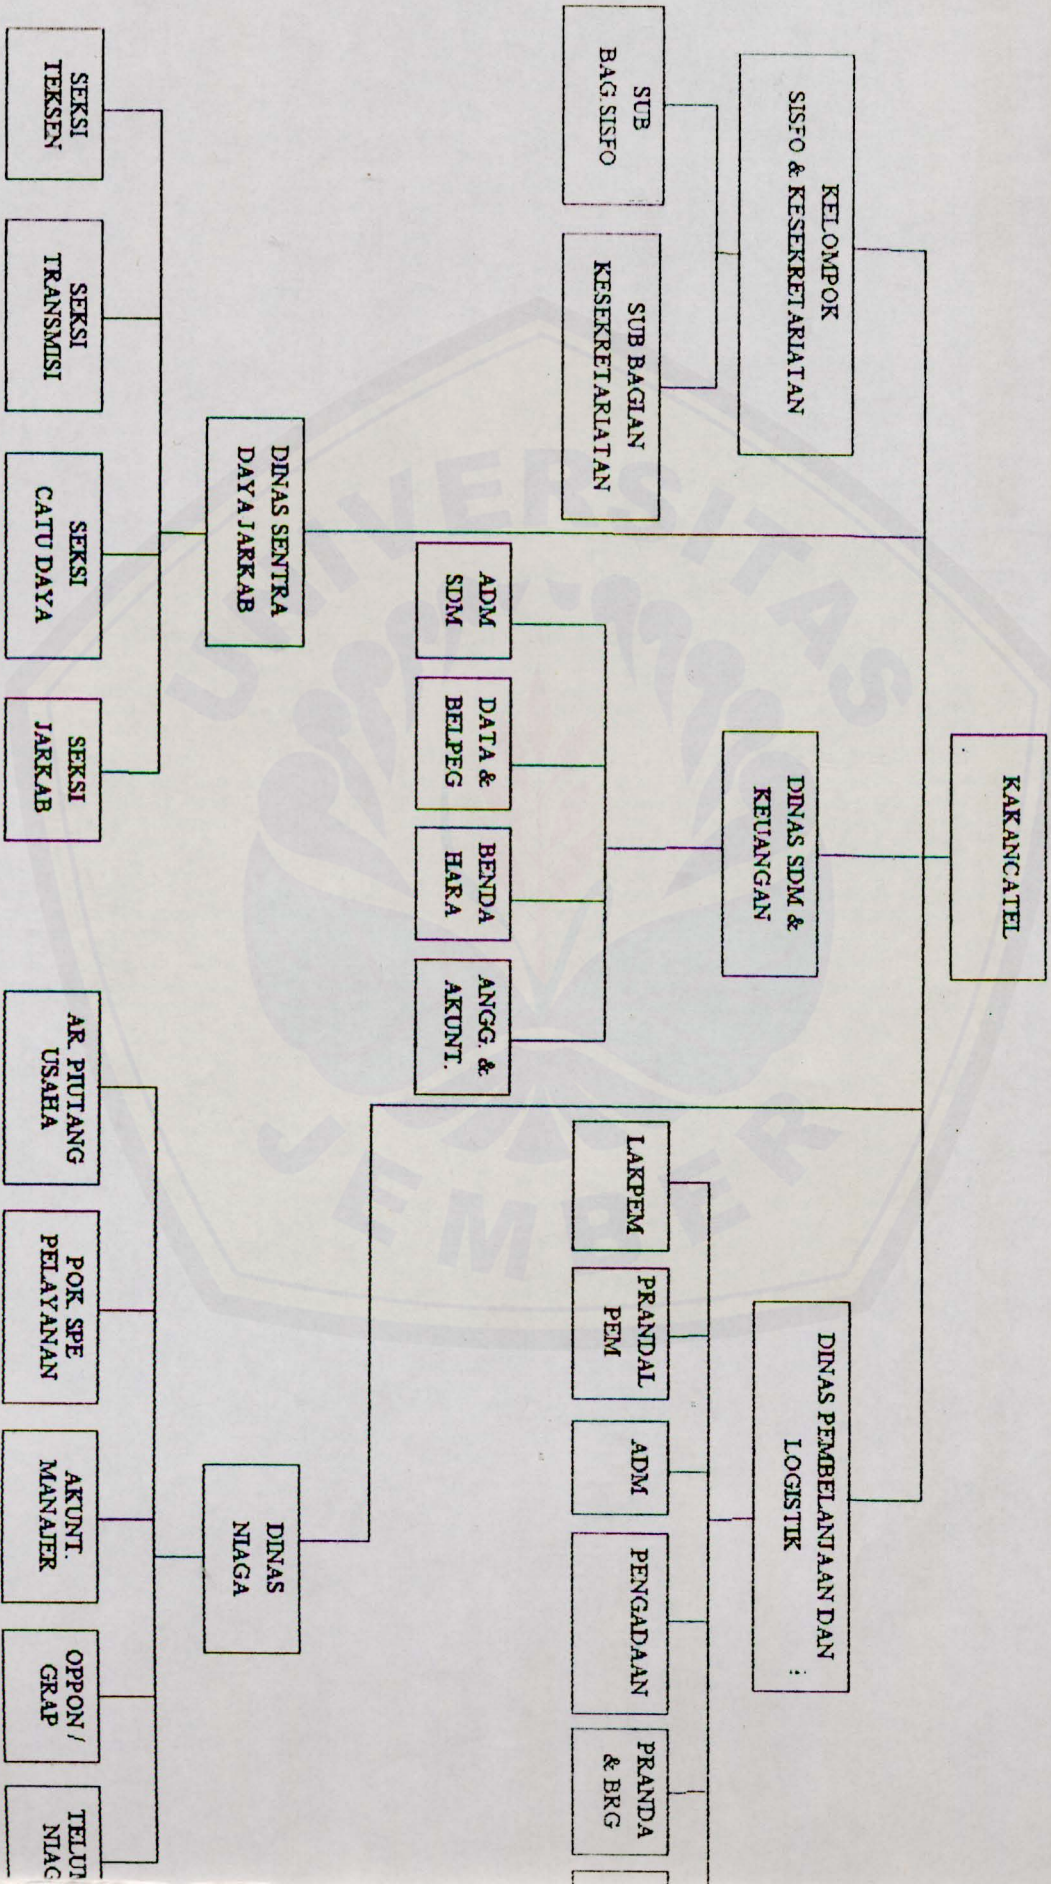 KAKANCATEL
KELOMPOK
SISFO & KESEKRETARIATAN
DINAS SDM &
KEUANGAN
DINAS PEMBELANJAAN DAN
LOGISTIK
SUB
BAG.SISFO
SUB BAGIAN
KESEKRETARIATAN
LAKPEM
PRANDAL
PEM
ADM
PENGADAAN
PRANDA
& BRG
ADM
SDM
DATA &
BELPEG
BENDA
HARA
ANGG. &
AKUNT.
DINAS SENTRA
DAYA JARKAB
DINAS
NIAGA
SEKSI
TEKSEN
SEKSI
TRANSMISI
SEKSI
CATU DAYA
SEKSI
JARKAB
AR. PIUTANG
USAHA
POK. SPE
PELAYANAN
AKUNT.
MANAJER
OPPON /
GRAP
NIAG
UNIVERSITAS
JEMBER